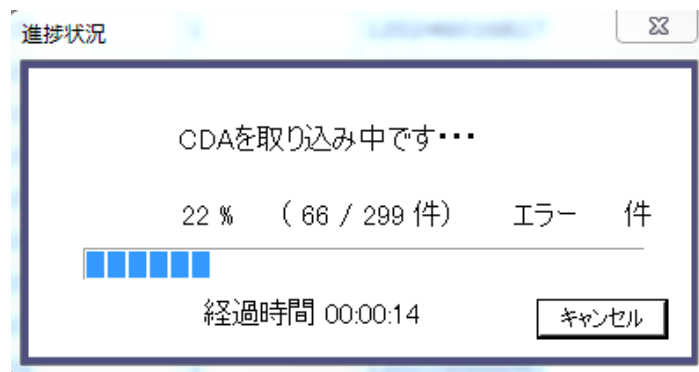 進捗状況
CDAを取り込み中です・・・
22 % ( 66 / 299 件) エラー 件
経過時間 00:00:14
キャンセル